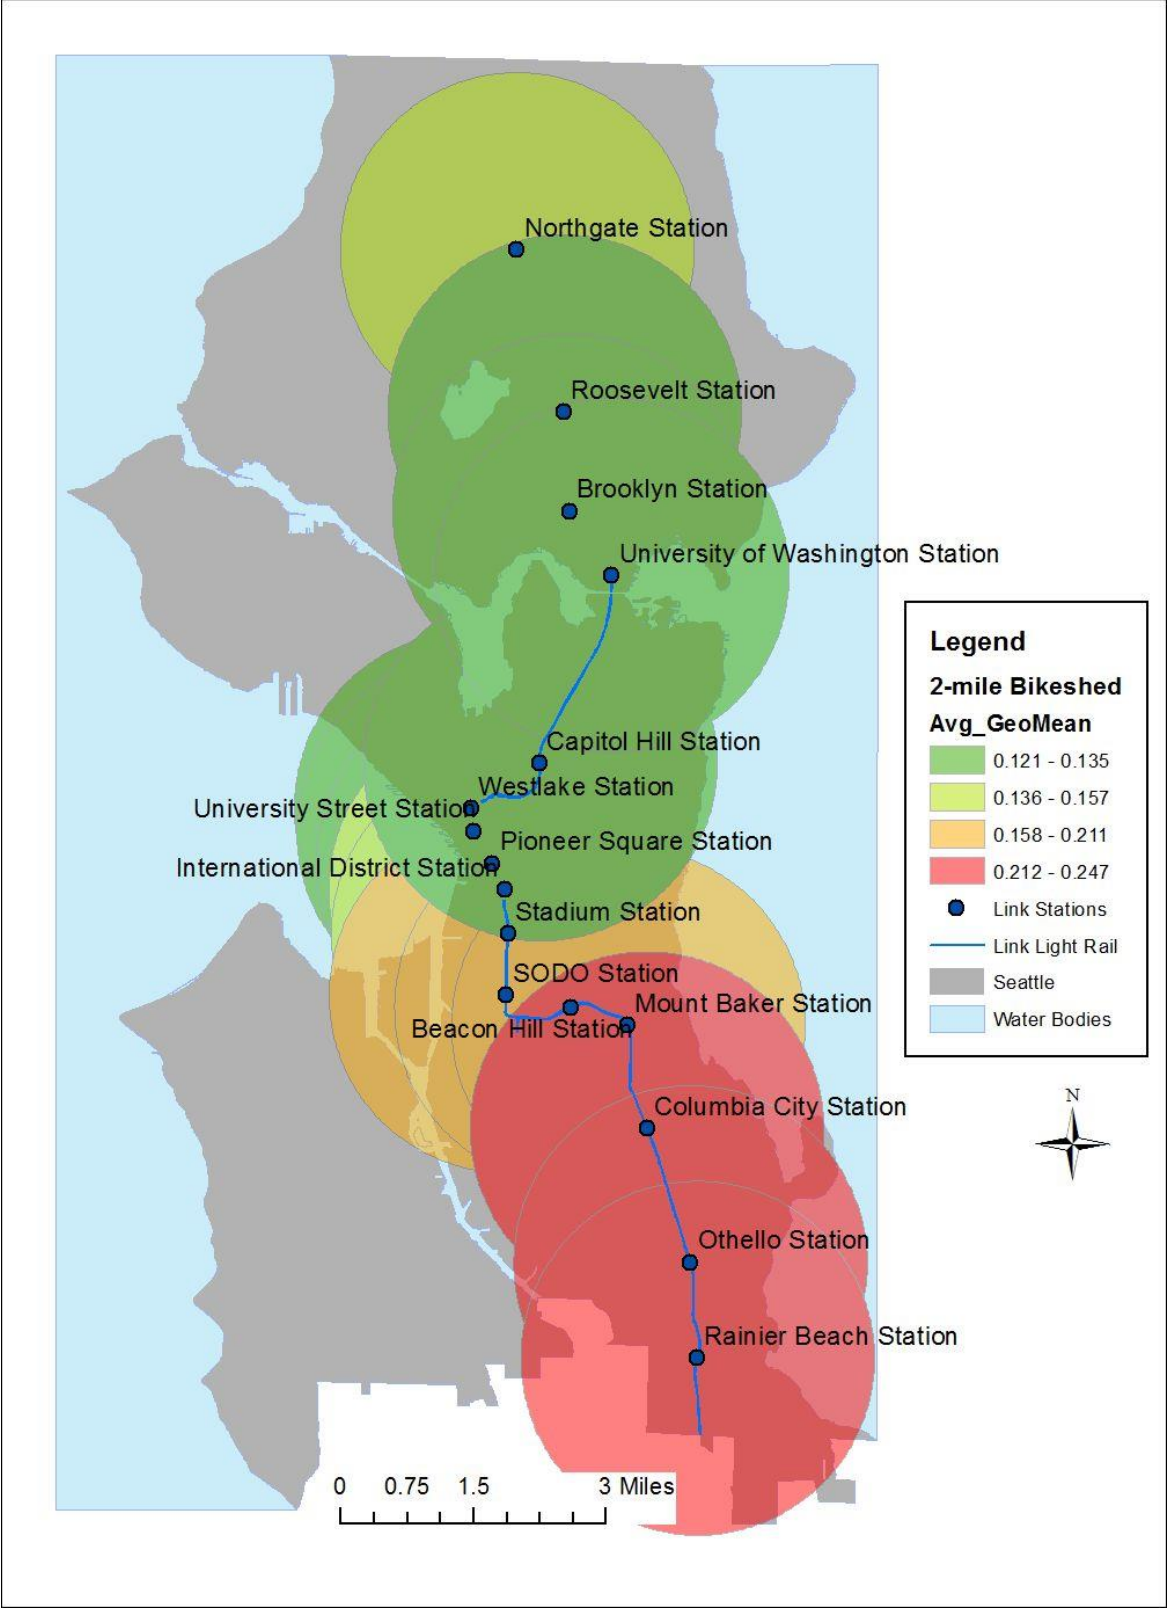 Northgate Station
Roosevelt Station
Brooklyn Station
University of Washington Station
Capitol Hill Station
Westlake Station
University Street Station
Pioneer Square Station
International District Station
Stadium Station
SODO Station
Mount Baker Station
Beacon Hill Station
Columbia City Station
Othello Station
Rainier Beach Station
Legend
2-mile Bikeshed
Avg_GeoMean
0.121 - 0.135
0.136 - 0.157
0.158 - 0.211
0.212 - 0.247
Link Stations
Link Light Rail
Seattle
Water Bodies
N
0 0.75 1.5 3 Miles